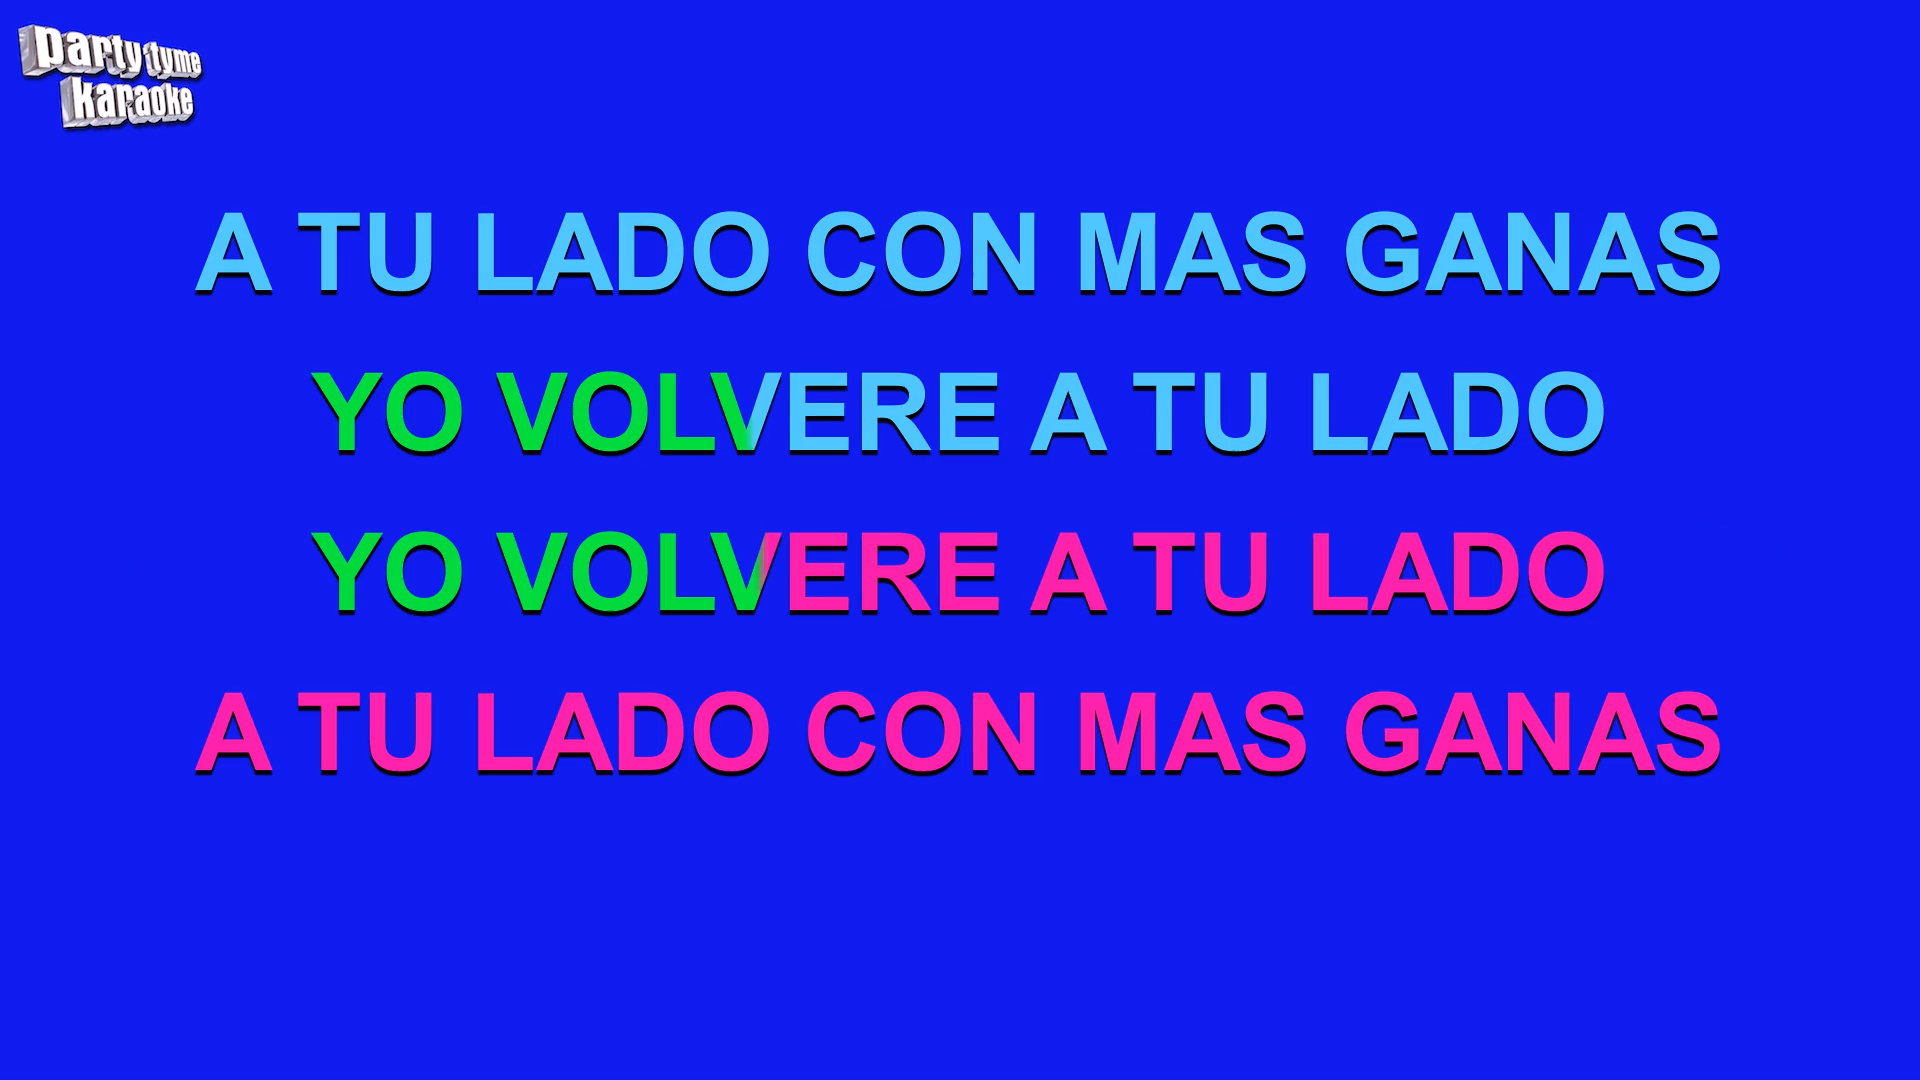 party tyme
karaoke
A TU LADO CON MAS GANAS
YO VOLVERE A TU LADO
YO VOLVERE A TU LADO
A TU LADO CON MAS GANAS